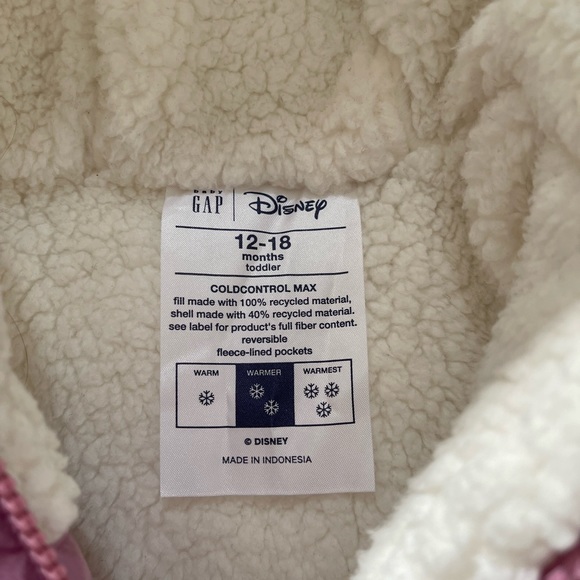 baby
GAP | Disney
12-18
months
toddler
COLDCONTROL MAX
fill made with 100% recycled material,
shell made with 40% recycled material.
see label for product's full fiber content.
reversible
fleece-lined pockets
WARM WARMER WARMEST
© DISNEY
MADE IN INDONESIA